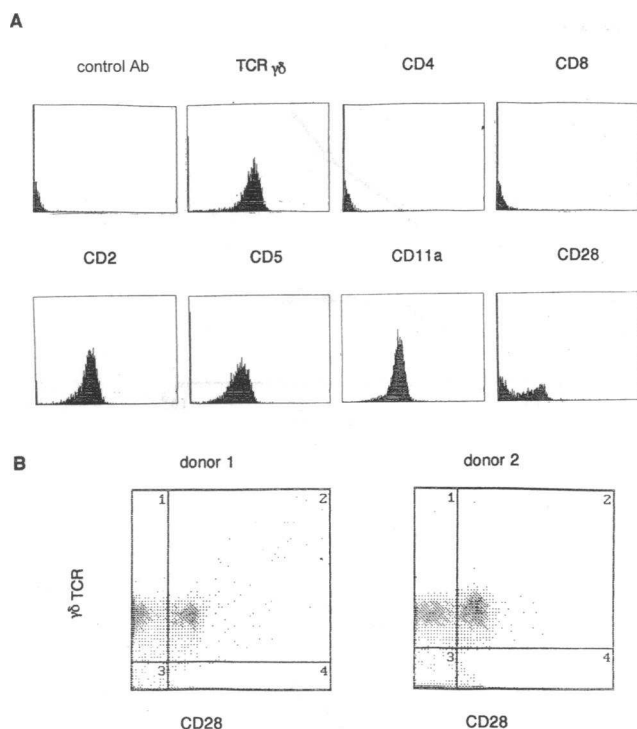 A
control Ab TCR γδ CD4 CD8
CD2 CD5 CD11a CD28
B
donor 1 donor 2
1 2 1 2
γδ TCR
3 4 3 4
CD28 CD28